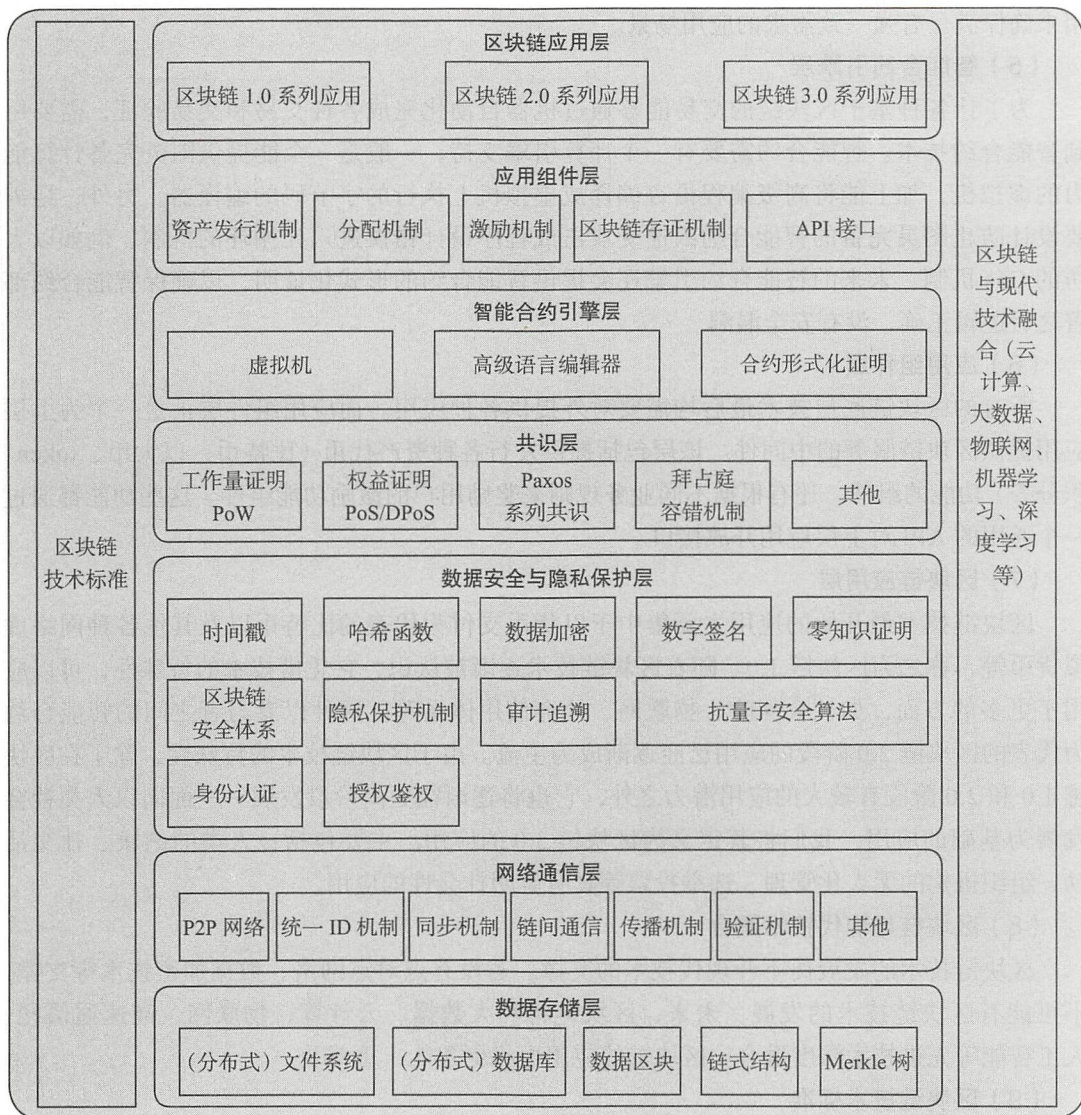 区块链
技术标准
区块链应用层
区块链 1.0 系列应用
区块链 2.0 系列应用
区块链 3.0 系列应用
应用组件层
资产发行机制
分配机制
激励机制
区块链存证机制
API 接口
智能合约引擎层
虚拟机
高级语言编辑器
合约形式化证明
共识层
工作量证明
PoW
权益证明
PoS/DPoS
Paxos
系列共识
拜占庭
容错机制
其他
数据安全与隐私保护层
时间戳
哈希函数
数据加密
数字签名
零知识证明
区块链
安全体系
隐私保护机制
审计追溯
抗量子安全算法
身份认证
授权鉴权
网络通信层
P2P 网络
统一 ID 机制
同步机制
链间通信
传播机制
验证机制
其他
数据存储层
(分布式) 文件系统
(分布式) 数据库
数据区块
链式结构
Merkle 树
区块链
与现代
技术融
合（云
计算、
大数据、
物联网、
机器学
习、深
度学习
等）